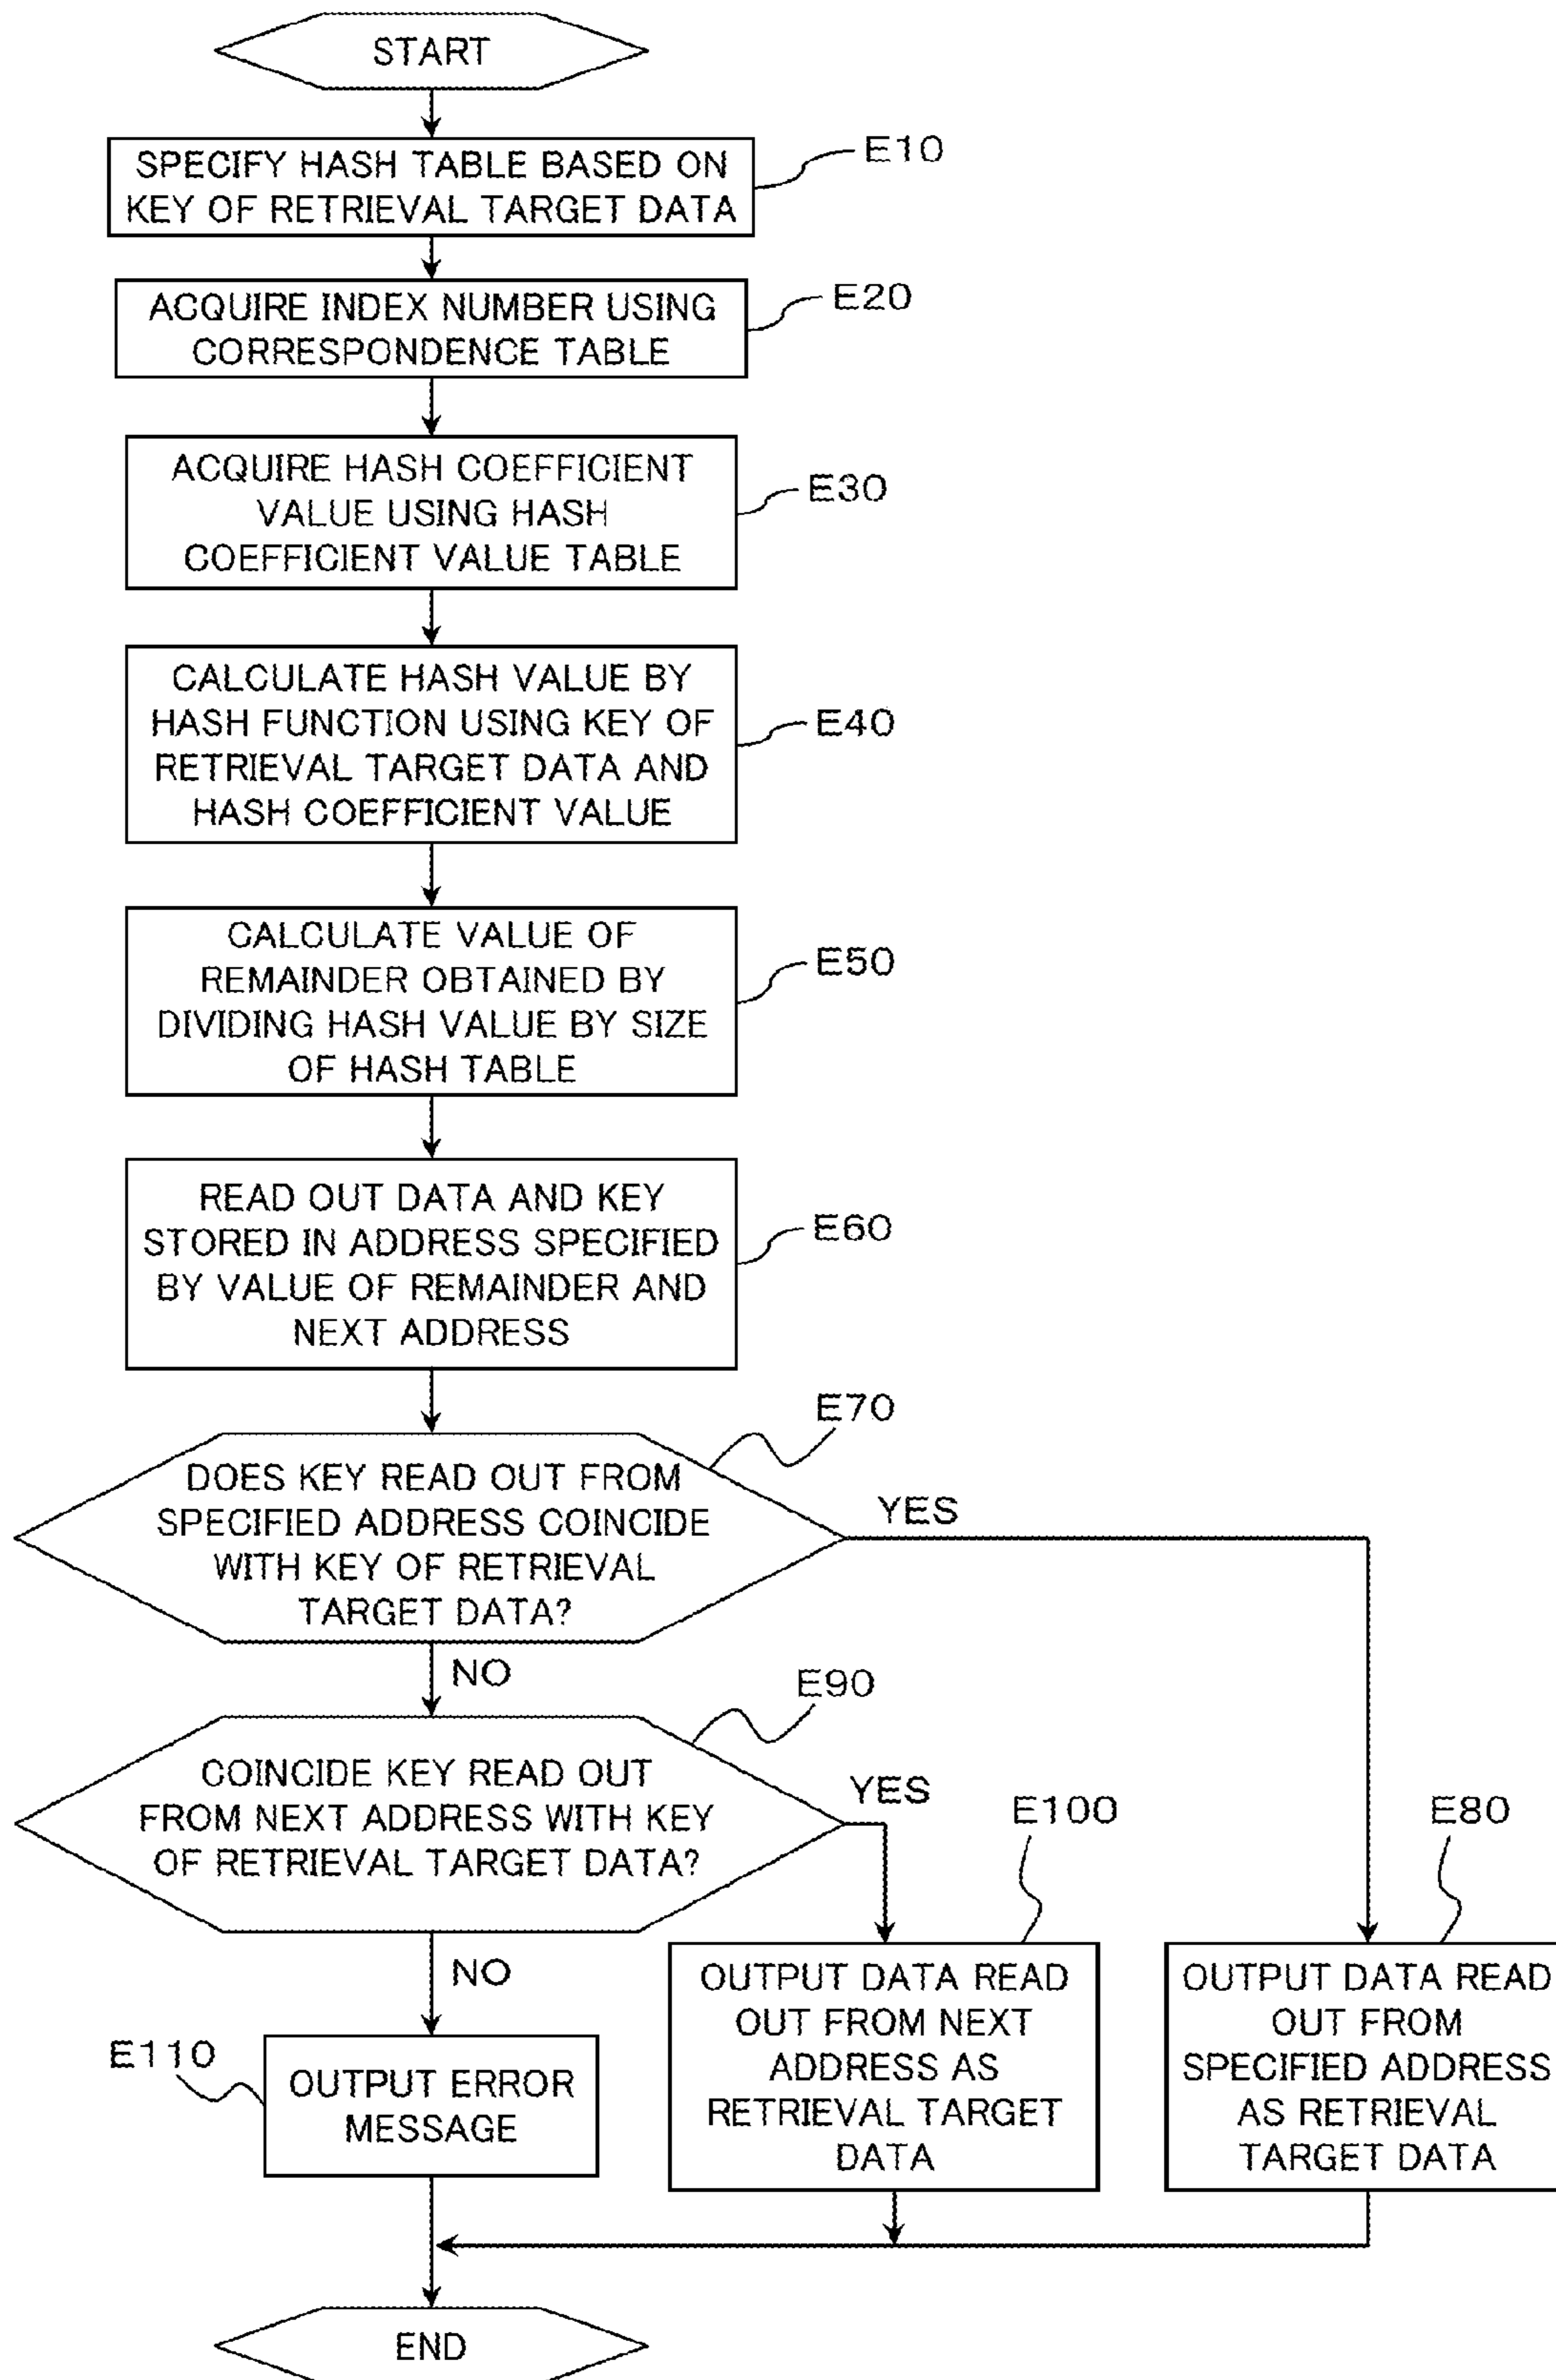 START
SPECIFY HASH TABLE BASED ON
KEY OF RETRIEVAL TARGET DATA
E10
ACQUIRE INDEX NUMBER USING
CORRESPONDENCE TABLE
E20
ACQUIRE HASH COEFFICIENT
VALUE USING HASH
COEFFICIENT VALUE TABLE
E30
CALCULATE HASH VALUE BY
HASH FUNCTION USING KEY OF
RETRIEVAL TARGET DATA AND
HASH COEFFICIENT VALUE
E40
CALCULATE VALUE OF
REMAINDER OBTAINED BY
DIVIDING HASH VALUE BY SIZE
OF HASH TABLE
E50
READ OUT DATA AND KEY
STORED IN ADDRESS SPECIFIED
BY VALUE OF REMAINDER AND
NEXT ADDRESS
E60
E70
DOES KEY READ OUT FROM
SPECIFIED ADDRESS COINCIDE
WITH KEY OF RETRIEVAL
TARGET DATA?
YES
NO
E90
COINCIDE KEY READ OUT
FROM NEXT ADDRESS WITH KEY
OF RETRIEVAL TARGET DATA?
YES
NO
E100
OUTPUT DATA READ
OUT FROM NEXT
ADDRESS AS
RETRIEVAL TARGET
DATA
E80
OUTPUT DATA READ
OUT FROM
SPECIFIED ADDRESS
AS RETRIEVAL
TARGET DATA
E110
OUTPUT ERROR
MESSAGE
END